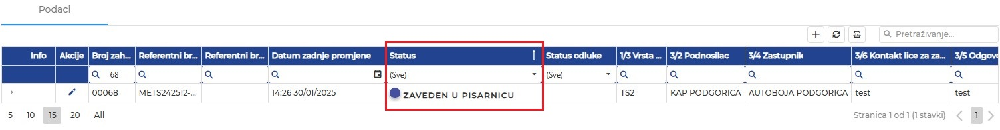 Podaci
Pretraživanje...
Info Akcije Broj zah... Referentni br... Referentni br... Datum zadnje promjene Status Status odluke 1/3 Vrsta ... 3/2 Podnosilac 3/4 Zastupnik 3/6 Kontakt lice za za... 3/5 Odgovo
68 (Sve) (Sve)
00068 METS242512-... 14:26 30/01/2025 ZAVEDEN U PISARNICU TS2 KAP PODGORICA AUTOBOJA PODGORICA test test
5 10 15 20 All Stranica 1 od 1 (1 stavki) 1